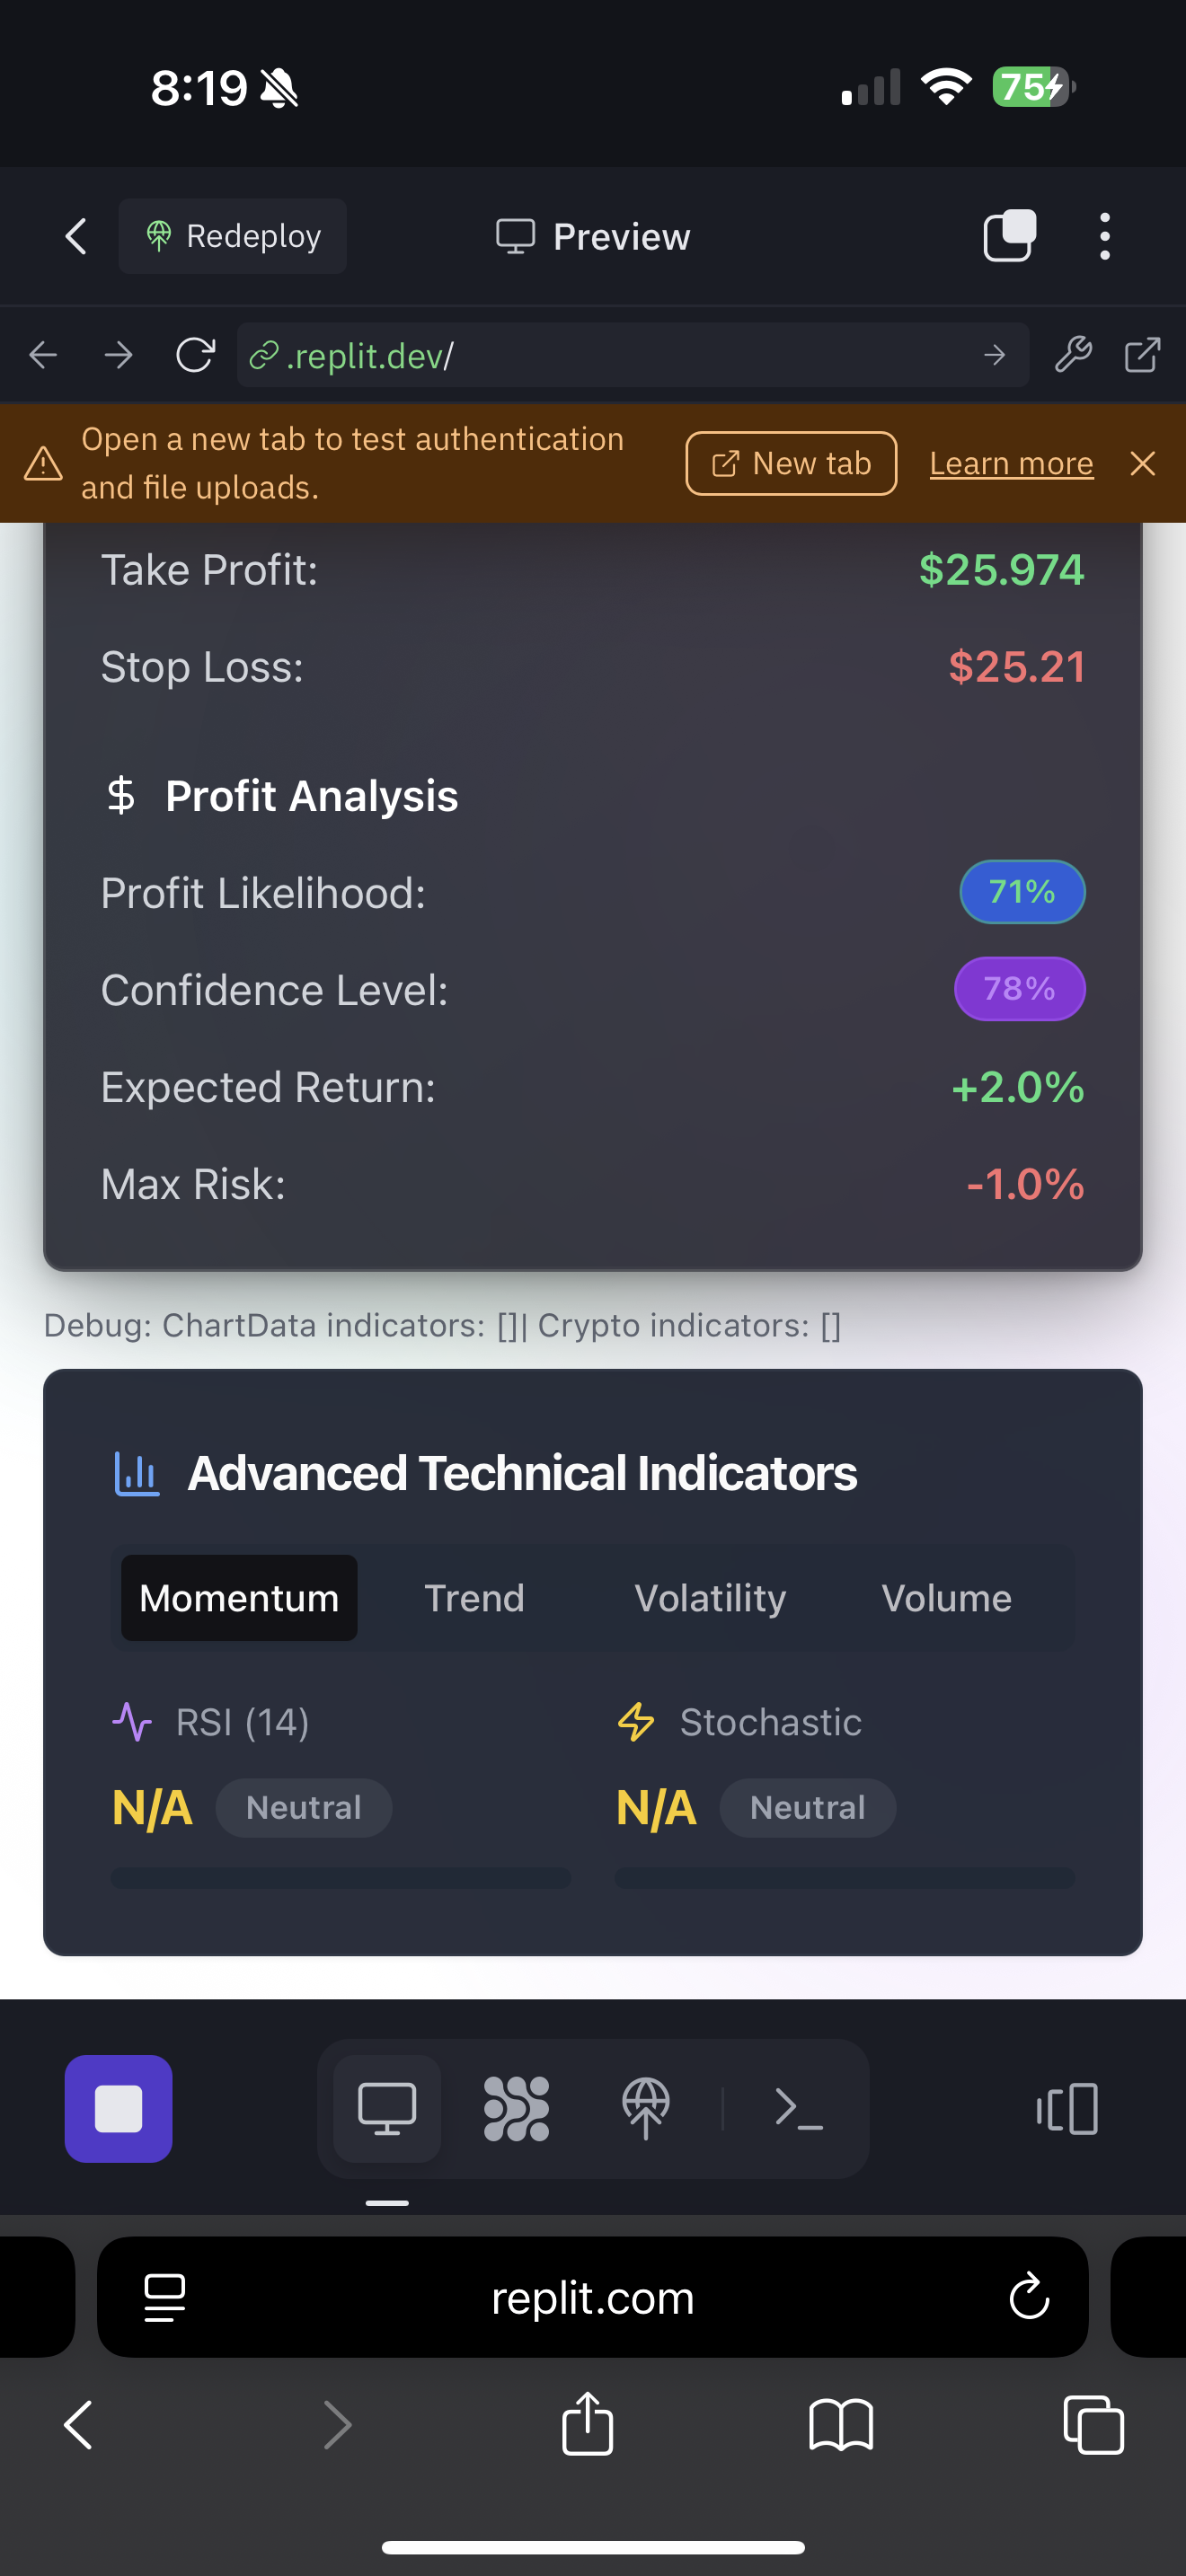 8:19
75
Redeploy
Preview
.replit.dev/
Open a new tab to test authentication
and file uploads.
New tab
Learn more
Take Profit:
$25.974
Stop Loss:
$25.21
Profit Analysis
Profit Likelihood:
71%
Confidence Level:
78%
Expected Return:
+2.0%
Max Risk:
-1.0%
Debug: ChartData indicators: []| Crypto indicators: []
Advanced Technical Indicators
Momentum
Trend
Volatility
Volume
RSI (14)
Stochastic
N/A
Neutral
N/A
Neutral
replit.com